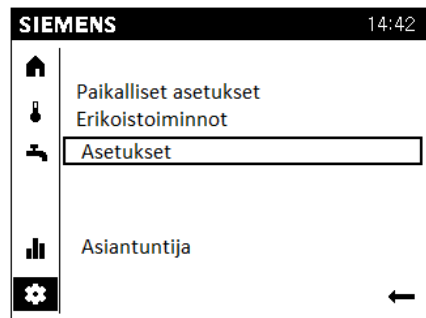 SIEMENS 14:42
Paikalliset asetukset
Erikoistoiminnot
Asetukset
Asiantuntija